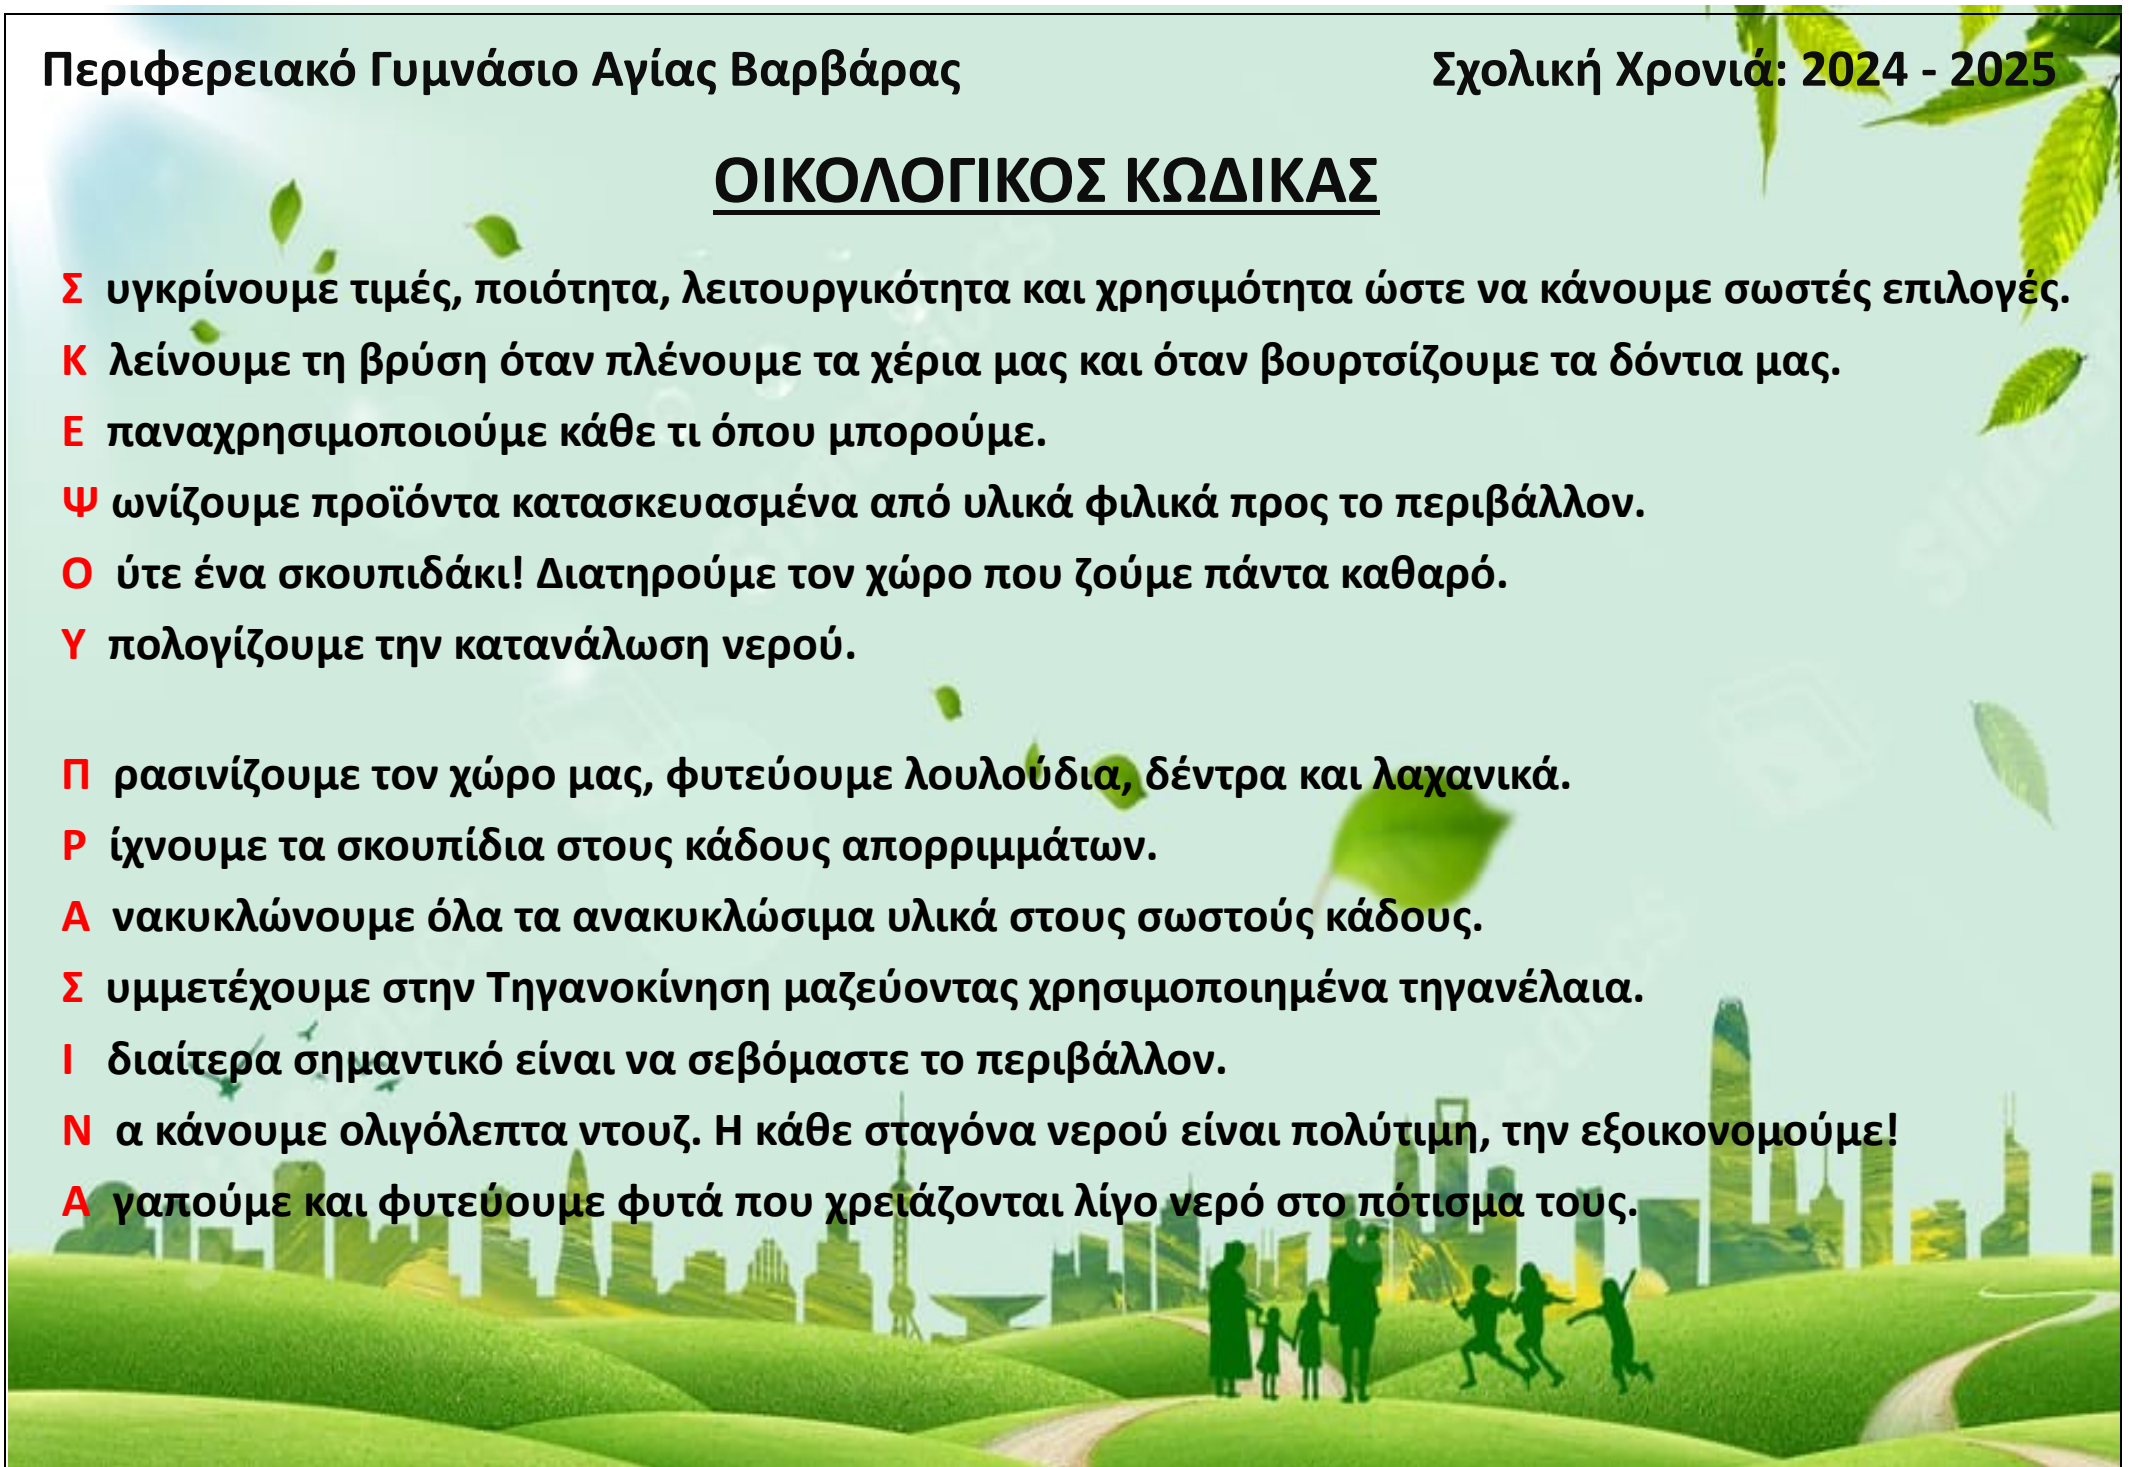 Περιφερειακό Γυμνάσιο Αγίας Βαρβάρας Σχολική Χρονιά: 2024 - 2025
ΟΙΚΟΛΟΓΙΚΟΣ ΚΩΔΙΚΑΣ
Σ υγκρίνουμε τιμές, ποιότητα, λειτουργικότητα και χρησιμότητα ώστε να κάνουμε σωστές επιλογές.
Κ λείνουμε τη βρύση όταν πλένουμε τα χέρια μας και όταν βουρτσίζουμε τα δόντια μας.
Ε παναχρησιμοποιούμε κάθε τι όπου μπορούμε.
Ψ ωνίζουμε προϊόντα κατασκευασμένα από υλικά φιλικά προς το περιβάλλον.
Ο ύτε ένα σκουπιδάκι! Διατηρούμε τον χώρο που ζούμε πάντα καθαρό.
Υ πολογίζουμε την κατανάλωση νερού.
Π ρασινίζουμε τον χώρο μας, φυτεύουμε λουλούδια, δέντρα και λαχανικά.
Ρ ίχνουμε τα σκουπίδια στους κάδους απορριμμάτων.
Α νακυκλώνουμε όλα τα ανακυκλώσιμα υλικά στους σωστούς κάδους.
Σ υμμετέχουμε στην Τηγανοκίνηση μαζεύοντας χρησιμοποιημένα τηγανέλαια.
Ι διαίτερα σημαντικό είναι να σεβόμαστε το περιβάλλον.
Ν α κάνουμε ολιγόλεπτα ντουζ. Η κάθε σταγόνα νερού είναι πολύτιμη, την εξοικονομούμε!
Α γαπούμε και φυτεύουμε φυτά που χρειάζονται λίγο νερό στο πότισμα τους.